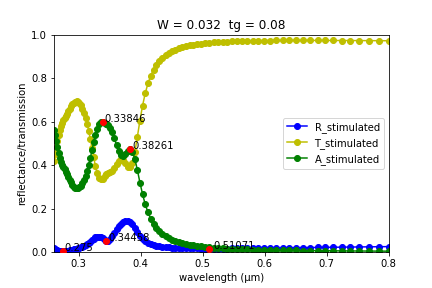 W = 0.032 tg = 0.08
reflectance/transmission
1.0
0.8
0.6
0.4
0.2
0.0
0.33846
0.38261
0.34498
0.51071
R_stimulated
T_stimulated
A_stimulated
0.3 0.4 0.5 0.6 0.7 0.8
wavelength (μm)